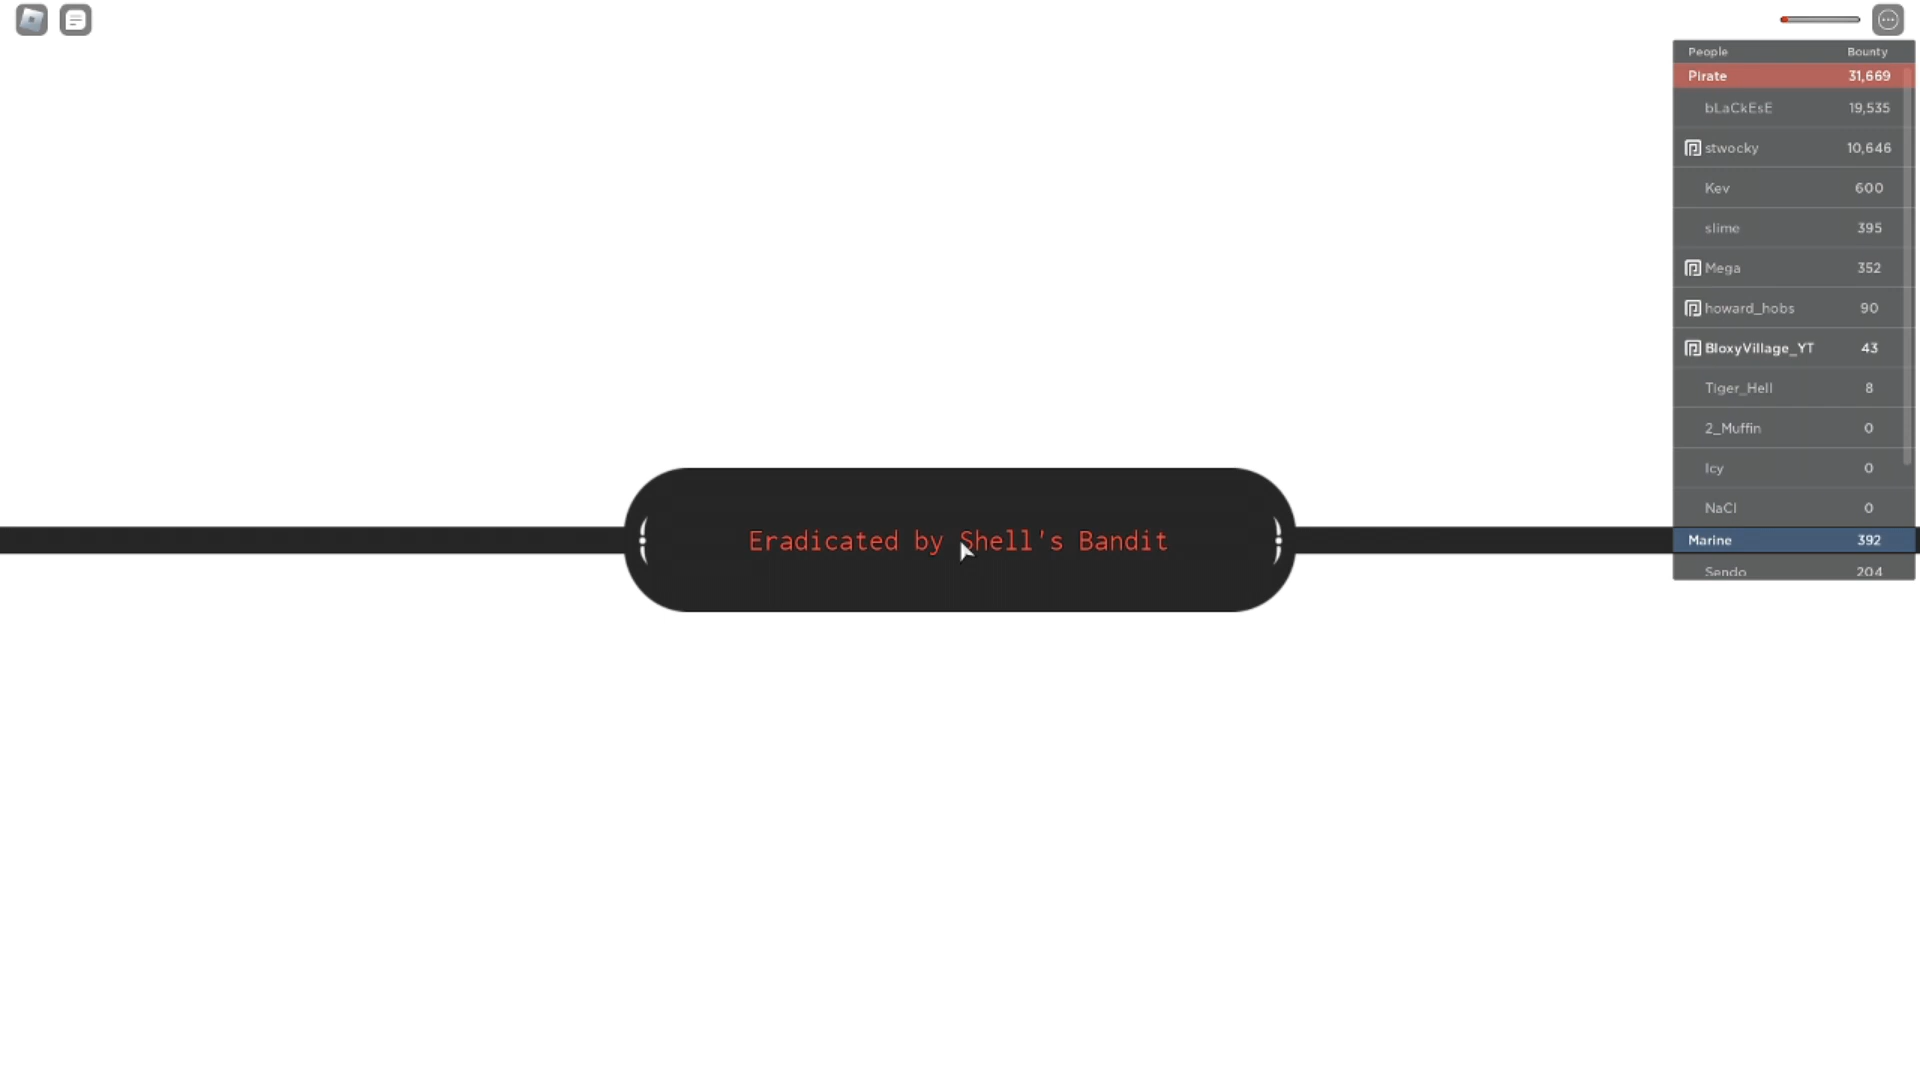 People Bounty
Pirate 31,669
bLaCkEsE 19,535
stwocky 10,646
Kev 600
slime 395
Mega 352
howard_hobs 90
BloxyVillage_YT 43
Tiger_Hell 8
2_Muffin 0
Icy 0
NaCl 0
Marine 392
Sendo 204
Eradicated by Shell's Bandit